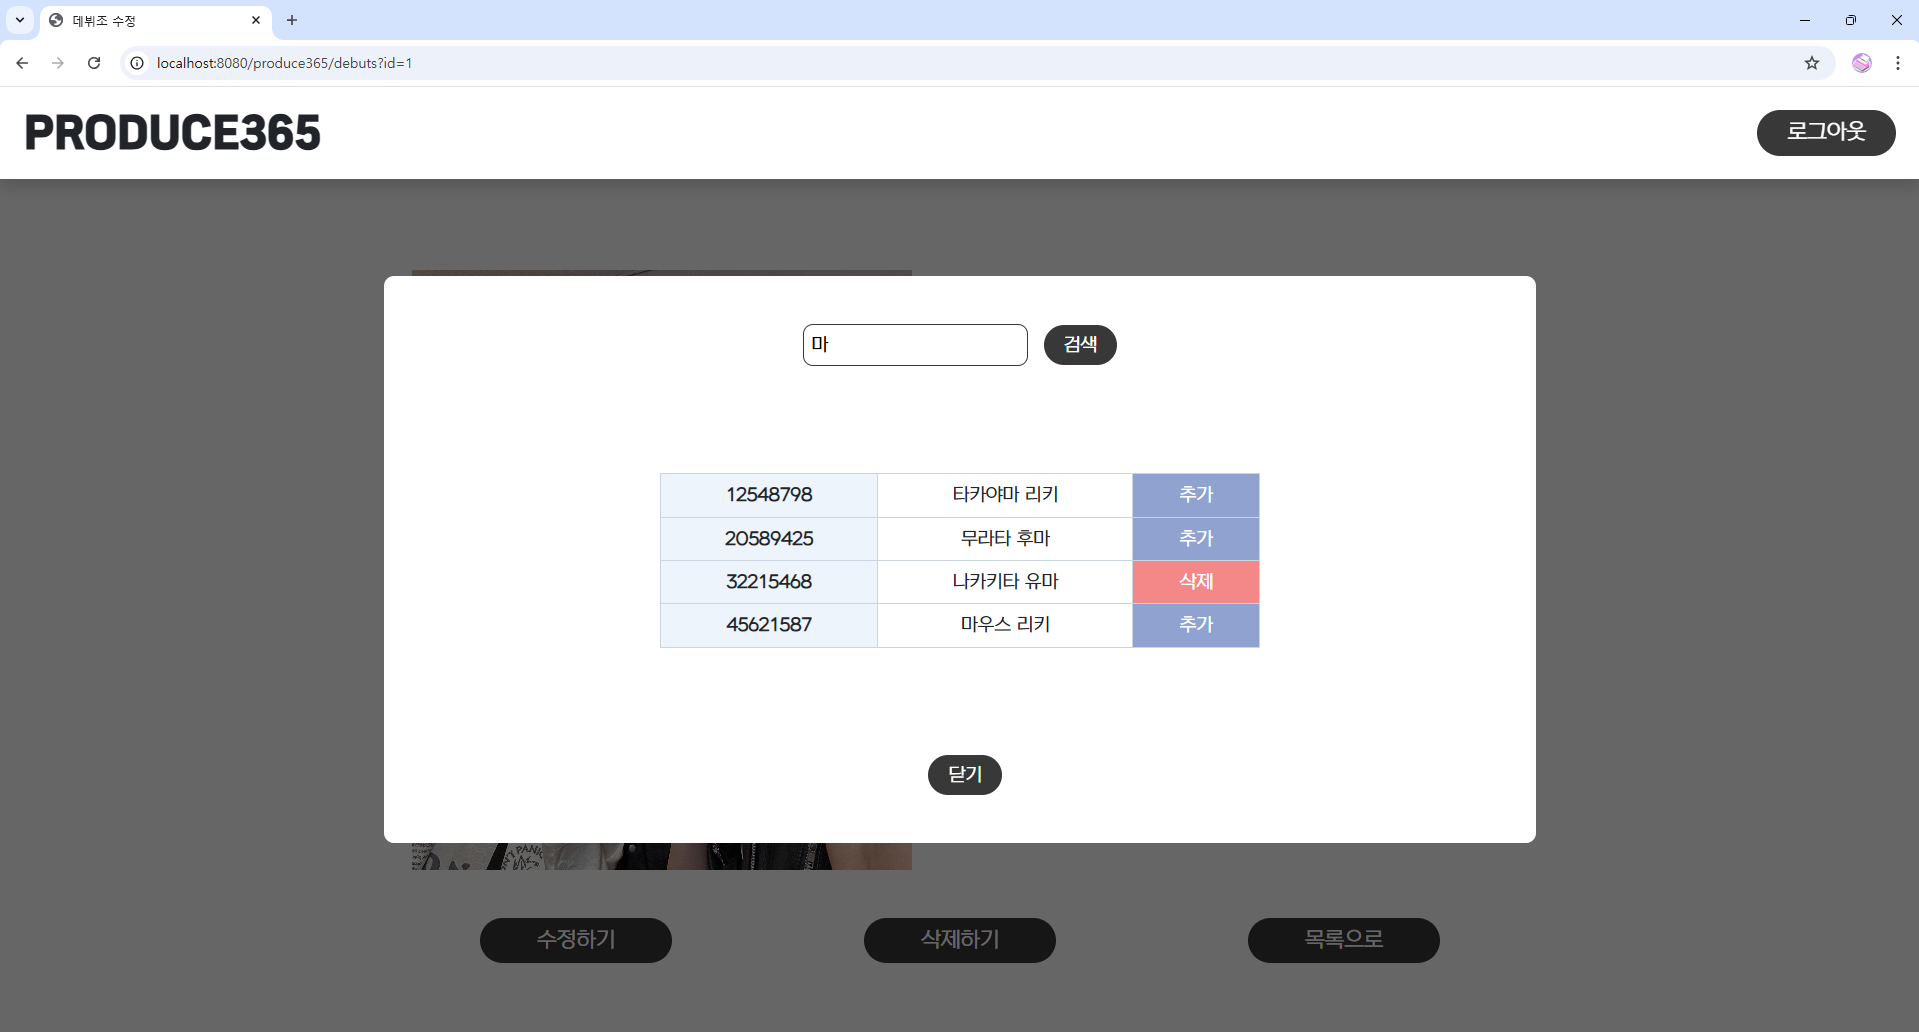 데뷔조 수정
localhost:8080/produce365/debuts?id=1
PRODUCE365
로그아웃
마
검색
12548798 타카야마 리키 추가
20589425 무라타 후마 추가
32215468 나카키타 유마 삭제
45621587 마우스 리키 추가
닫기
N'T PANIC
수정하기 삭제하기 목록으로